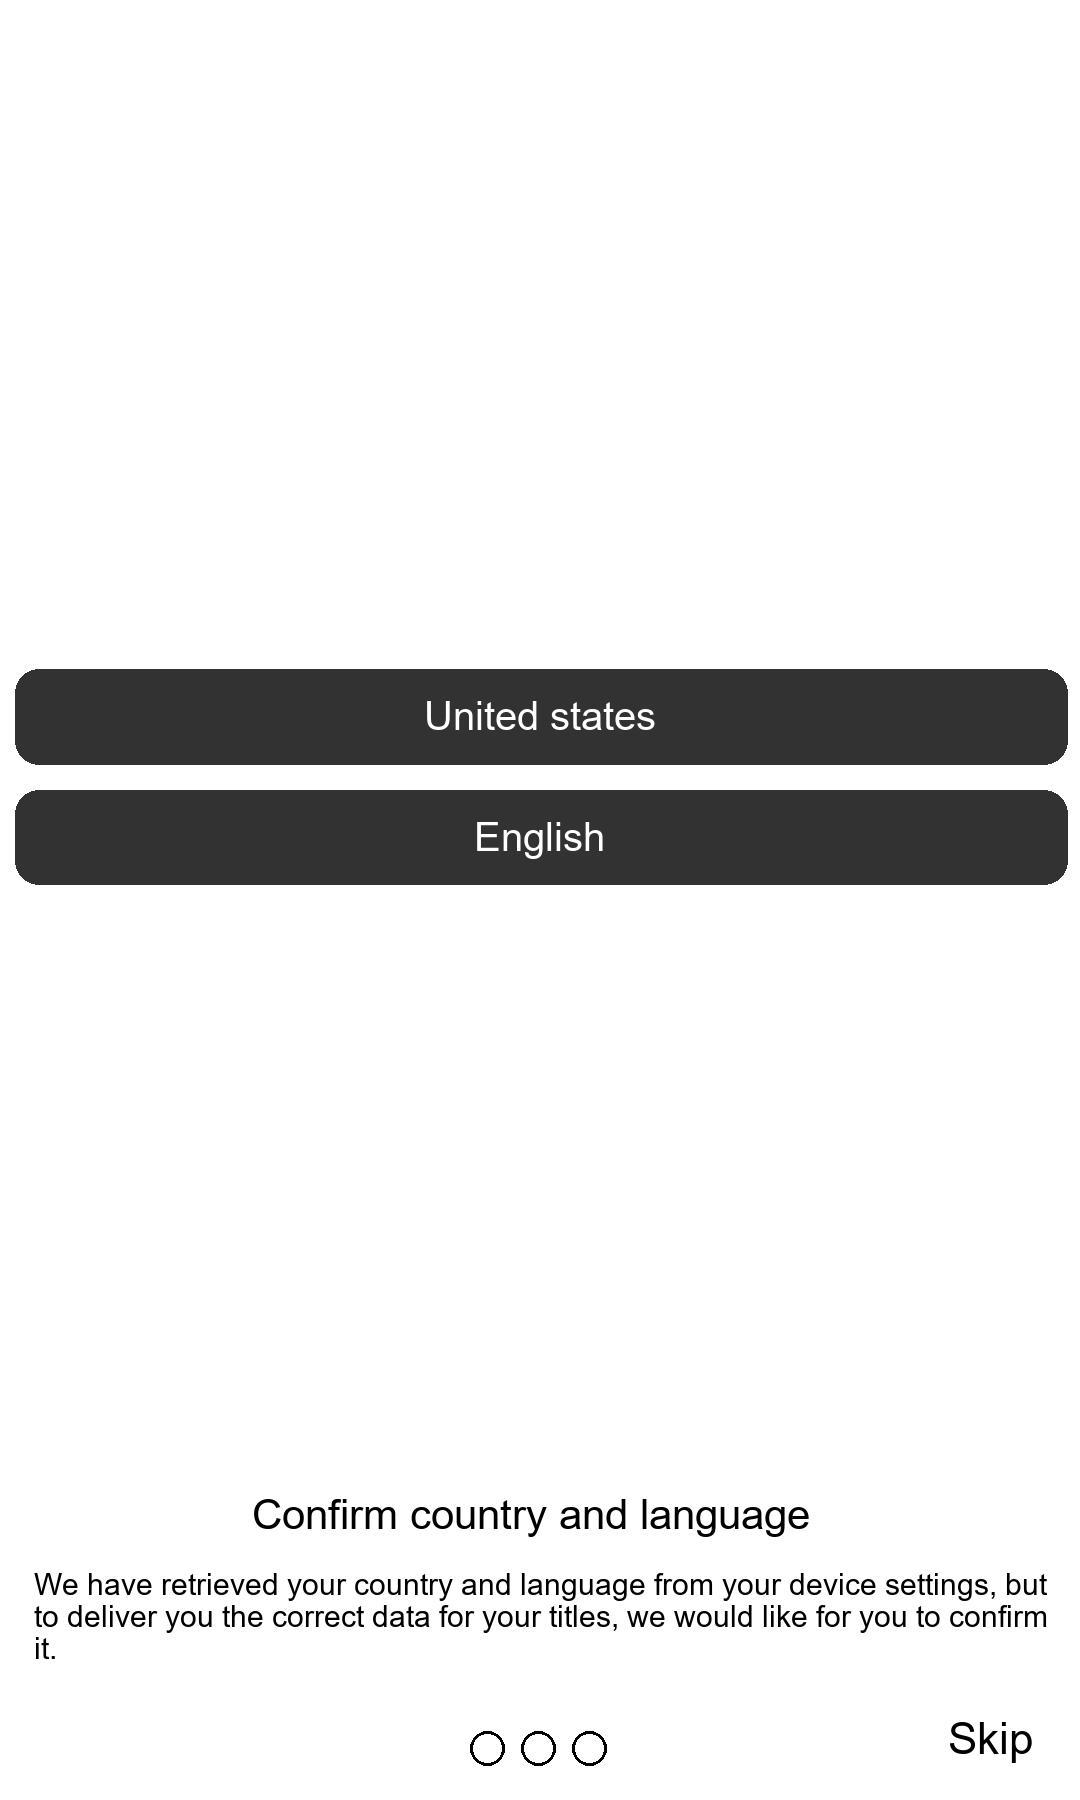 United states
English
Confirm country and language
We have retrieved your country and language from your device settings, but
to deliver you the correct data for your titles, we would like for you to confirm
it.
Skip